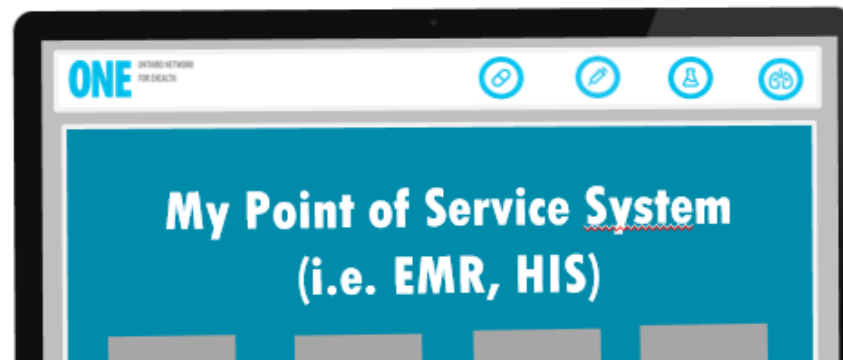 ONE
ONTARIO NETWORK
FOR EHEALTH
My Point of Service System
(i.e. EMR, HIS)